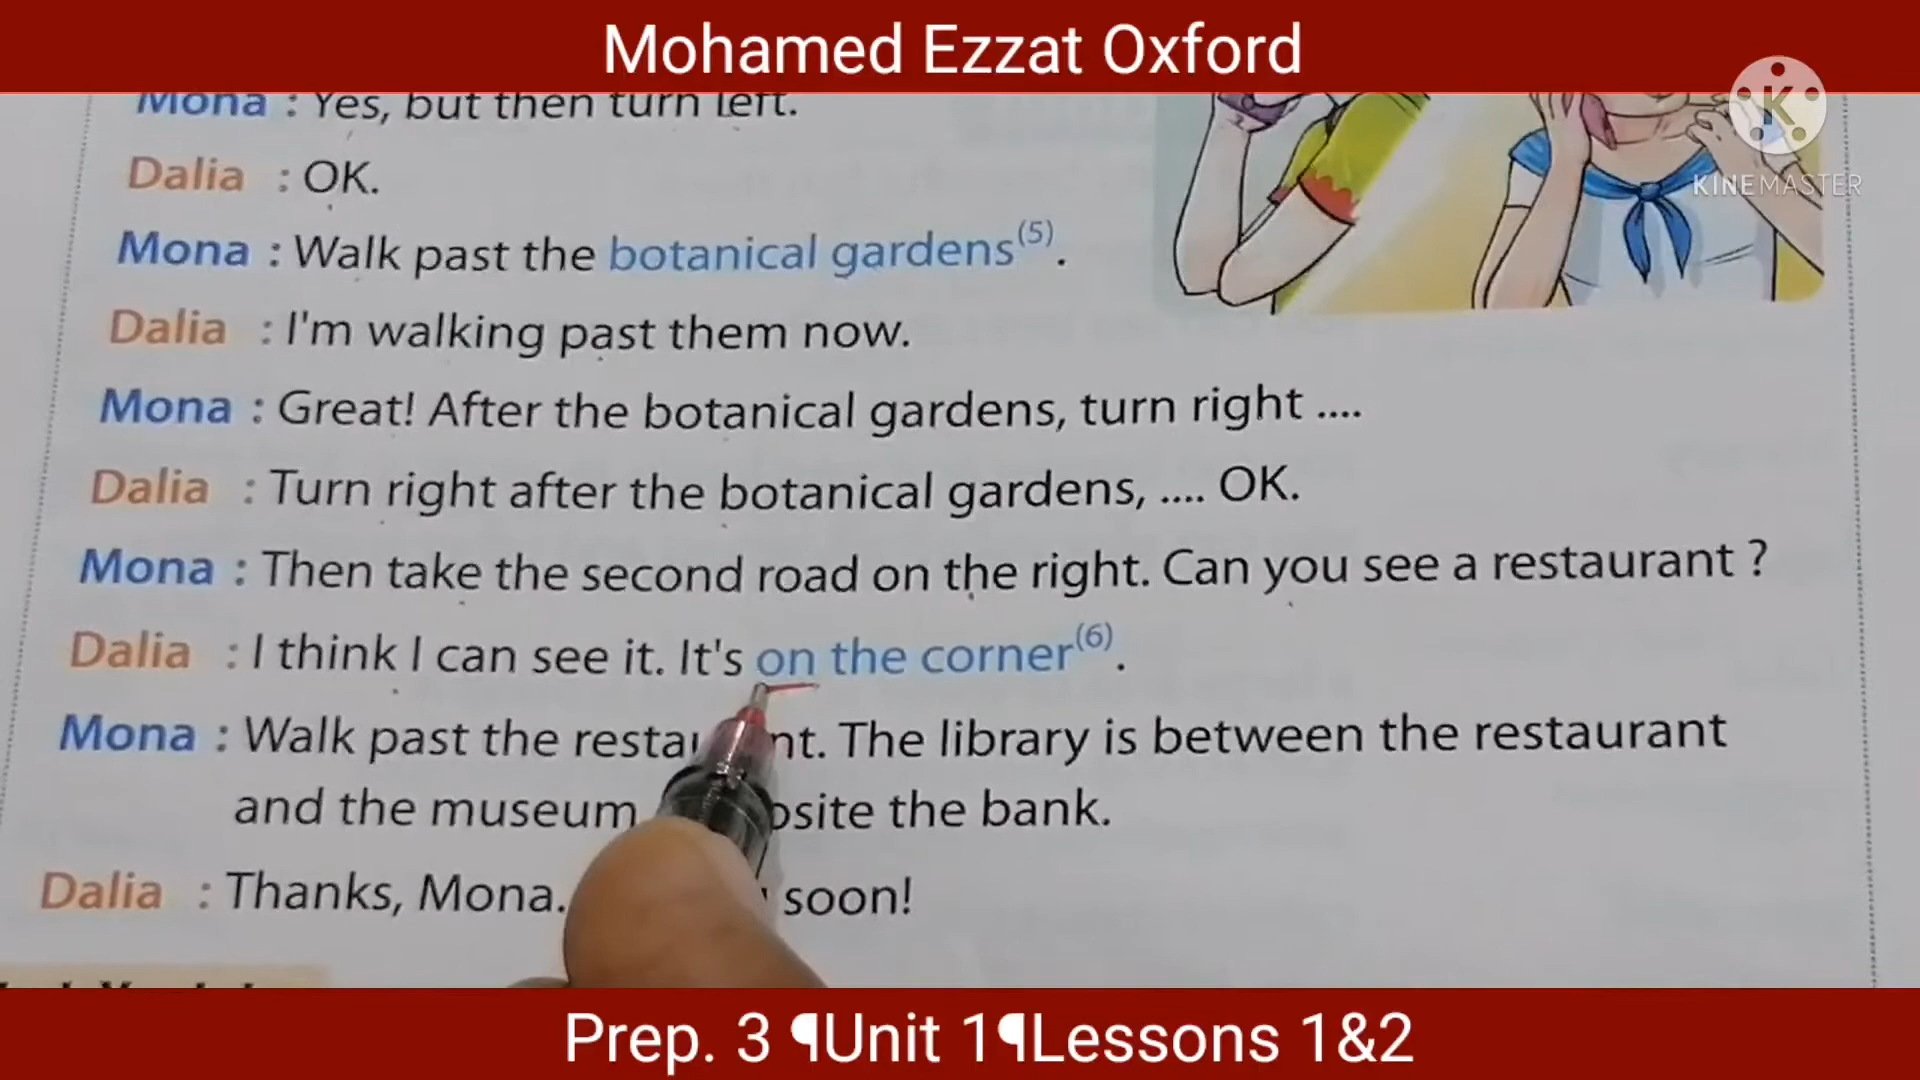 Mohamed Ezzat Oxford
Mona : Yes, but then turn left.
K
KINEMASTER
Dalia : OK.
Mona : Walk past the botanical gardens(5).
Dalia : I'm walking past them now.
Mona : Great! After the botanical gardens, turn right ....
Dalia : Turn right after the botanical gardens, .... OK.
Mona : Then take the second road on the right. Can you see a restaurant ?
Dalia : I think I can see it. It's on the corner(6).
Mona : Walk past the The library is between the restaurant
and the museum the bank.
Dalia : Thanks, Mona. soon!
Prep. 3 ¶Unit 1¶Lessons 1&2